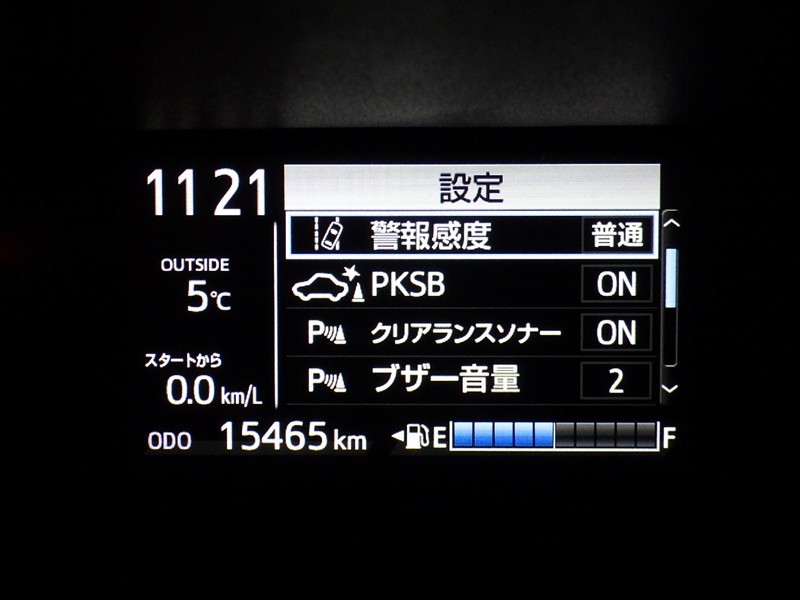 11 21
設定
警報感度 普通
PKSB ON
クリアランスソナー ON
ブザー音量 2
OUTSIDE
5℃
スタートから
0.0 km/L
ODO 15465 km E F